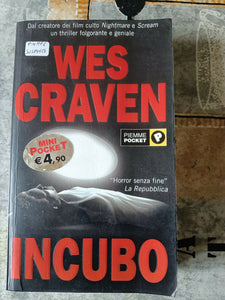 Dal creatore dei film culto Nightmare e Scream
un thriller folgorante e geniale
WES
CRAVEN
MINI
POCKET
€ 4,90
PIEMME
POCKET
P
"Horror senza fine"
La Repubblica
INCUBO